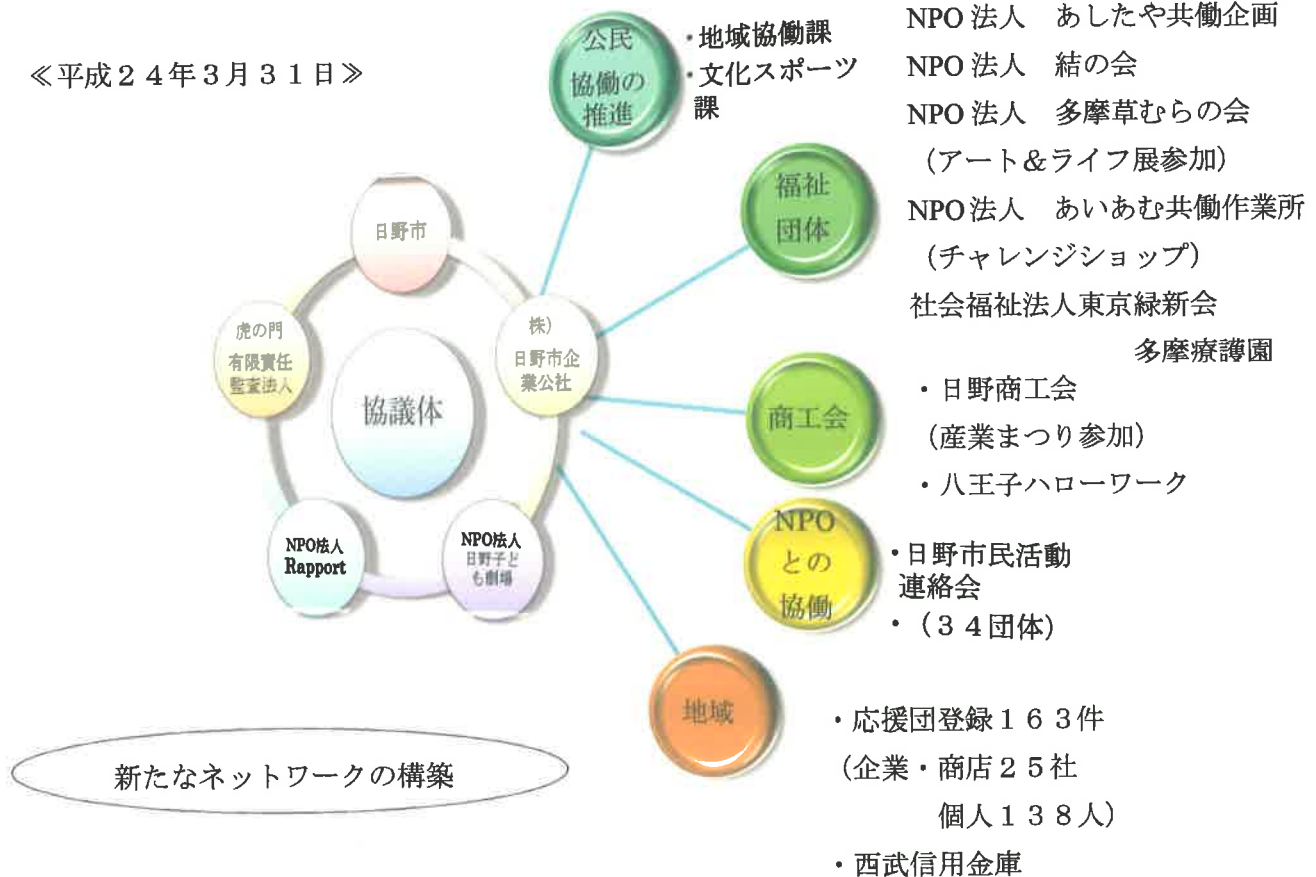 ≪平成２４年３月３１日≫
公民
協働の
推進
・地域協働課
・文化スポーツ
課
NPO 法人　あしたや共働企画
NPO 法人　結の会
NPO 法人　多摩草むらの会
（アート＆ライフ展参加）
NPO 法人　あいあむ共働作業所
（チャレンジショップ）
社会福祉法人東京緑新会
多摩療護園
福祉
団体
日野市
株）
日野市企
業公社
虎の門
有限責任
監査法人
協議体
NPO法人
Rapport
NPO法人
日野子ど
も劇場
商工会
・日野商工会
（産業まつり参加）
・八王子ハローワーク
NPO
との
協働
・日野市民活動
連絡会
・（３４団体）
地域
・応援団登録１６３件
（企業・商店２５社
個人１３８人）
・西武信用金庫
新たなネットワークの構築